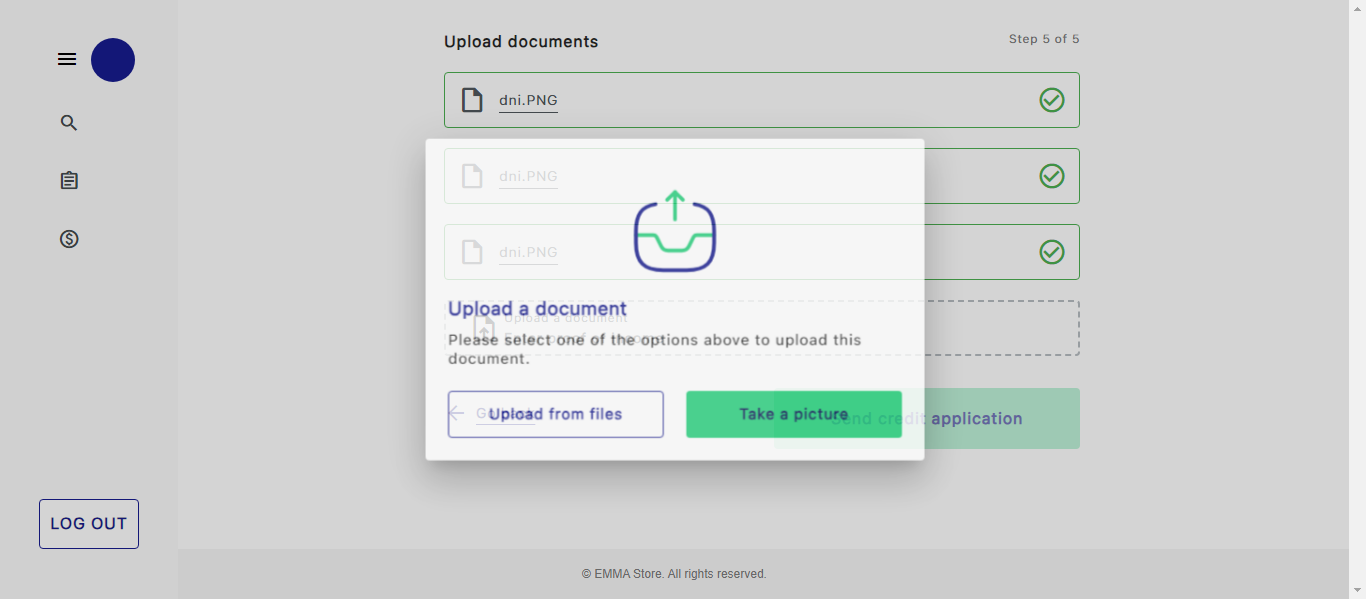 Upload documents
Step 5 of 5
dni.PNG
dni.PNG
dni.PNG
Upload a document
Upload a document
Please select one of the options above to upload this
document.
Upload from files
Take a picture
Send credit application
LOG OUT
© EMMA Store. All rights reserved.